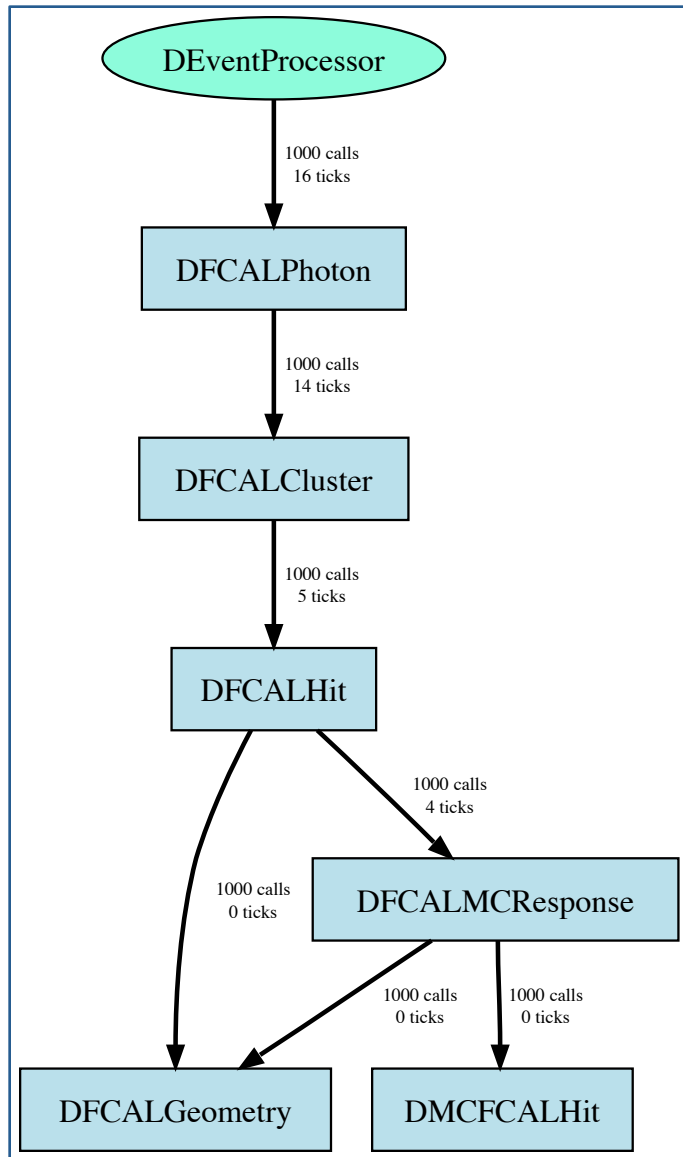 DEventProcessor
1000 calls
16 ticks
DFCALPhoton
1000 calls
14 ticks
DFCALCluster
1000 calls
5 ticks
DFCALHit
1000 calls
4 ticks
DFCALMCResponse
1000 calls
0 ticks
1000 calls
0 ticks
1000 calls
0 ticks
DFCALGeometry
DMCFCALHit